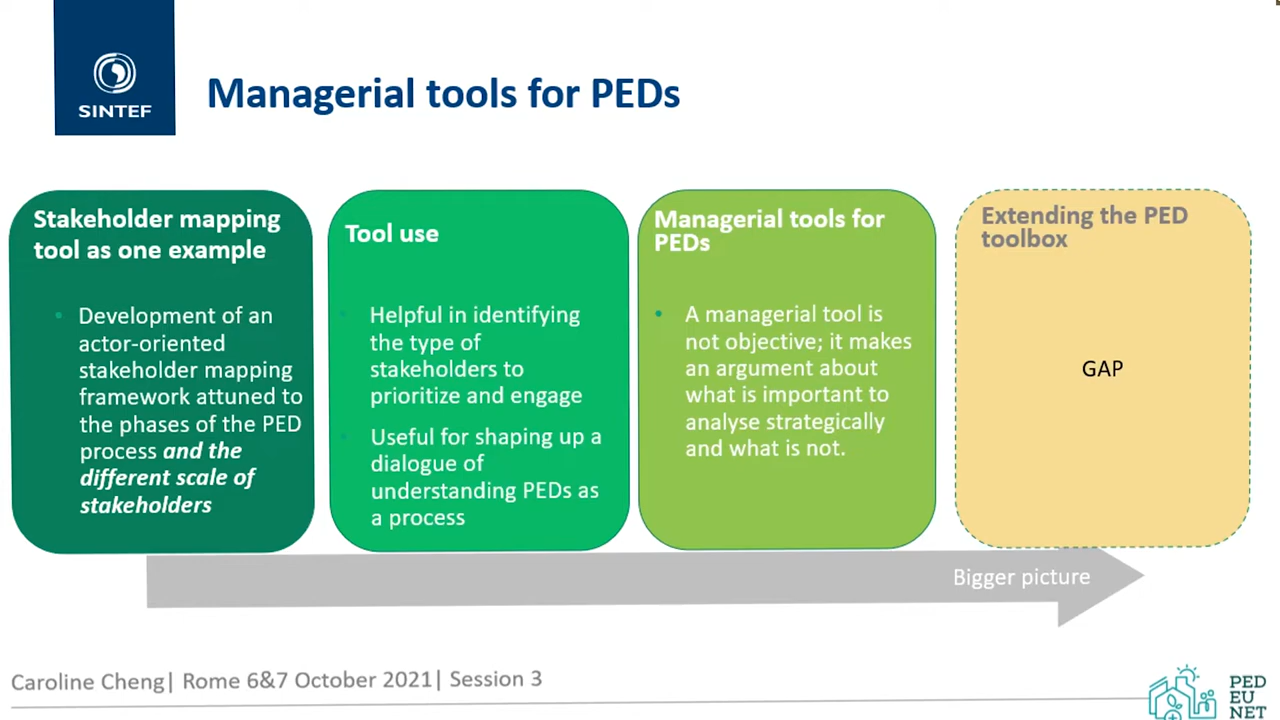 SINTEF
Managerial tools for PEDs
Stakeholder mapping
tool as one example
Development of an
actor-oriented
stakeholder mapping
framework attuned to
the phases of the PED
process and the
different scale of
stakeholders
Tool use
Helpful in identifying
the type of
stakeholders to
prioritize and engage
Useful for shaping up a
dialogue of
understanding PEDs as
a process
Managerial tools for
PEDs
A managerial tool is
not objective; it makes
an argument about
what is important to
analyse strategically
and what is not.
Extending the PED
toolbox
GAP
Bigger picture
Caroline Cheng| Rome 6&7 October 2021| Session 3
PED
EU
NET